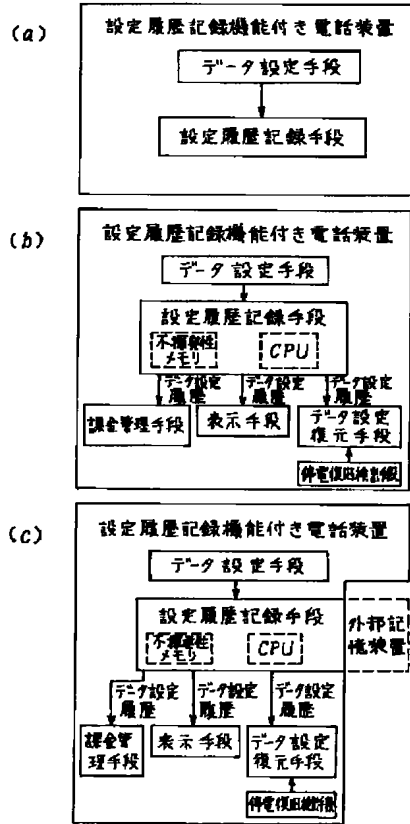 (a)
設定履歴記録機能付き電話装置
データ設定手段
設定履歴記録手段
(b)
設定履歴記録機能付き電話装置
データ設定手段
設定履歴記録手段
不揮発性
メモリ
CPU
データ設定
履歴
データ設定
履歴
データ設定
履歴
課金管理手段
表示手段
データ設定
復元手段
停電復旧検出手段
(c)
設定履歴記録機能付き電話装置
データ設定手段
設定履歴記録手段
不揮発性
メモリ
CPU
外部記
憶装置
データ設定
履歴
データ設定
履歴
データ設定
履歴
課金管
理手段
表示手段
データ設定
復元手段
停電復旧検出手段